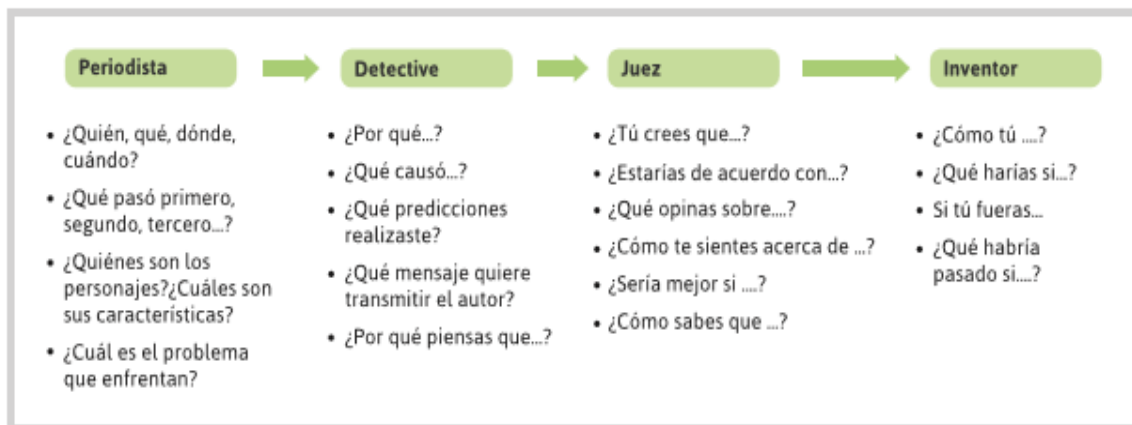 Periodista
• ¿Quién, qué, dónde,
cuándo?
• ¿Qué pasó primero,
segundo, tercero...?
• ¿Quiénes son los
personajes?¿Cuáles son
sus características?
• ¿Cuál es el problema
que enfrentan?
Detective
• ¿Por qué...?
• ¿Qué causó...?
• ¿Qué predicciones
realizaste?
• ¿Qué mensaje quiere
transmitir el autor?
• ¿Por qué piensas que...?
Juez
• ¿Tú crees que...?
• ¿Estarías de acuerdo con...?
• ¿Qué opinas sobre....?
• ¿Cómo te sientes acerca de ...?
• ¿Sería mejor si ....?
• ¿Cómo sabes que ...?
Inventor
• ¿Cómo tú ....?
• ¿Qué harías si...?
• Si tú fueras...
• ¿Qué habría
pasado si....?